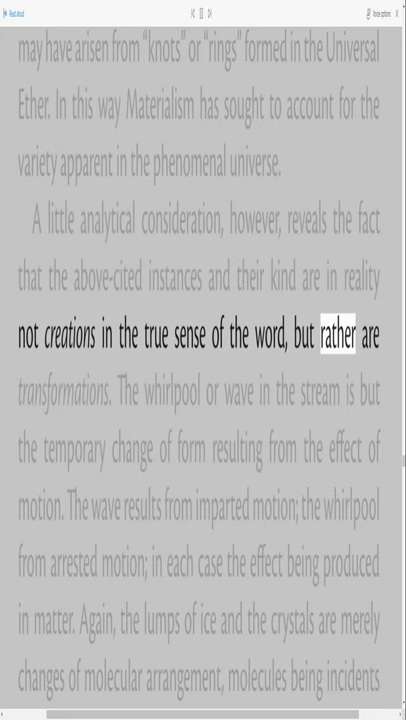 Read aloud
Voice options
may have arisen from “knots” or “rings” formed in the Universal
Ether. In this way Materialism has sought to account for the
variety apparent in the phenomenal universe.
A little analytical consideration, however, reveals the fact
that the above-cited instances and their kind are in reality
not creations in the true sense of the word, but rather are
transformations. The whirlpool or wave in the stream is but
the temporary change of form resulting from the effect of
motion. The wave results from imparted motion; the whirlpool
from arrested motion; in each case the effect being produced
in matter. Again, the lumps of ice and the crystals are merely
changes of molecular arrangement, molecules being incidents